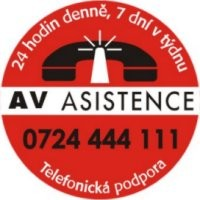 24 hodin denně, 7 dní v týdnu
AV ASISTENCE
0724 444 111
Telefonická podpora